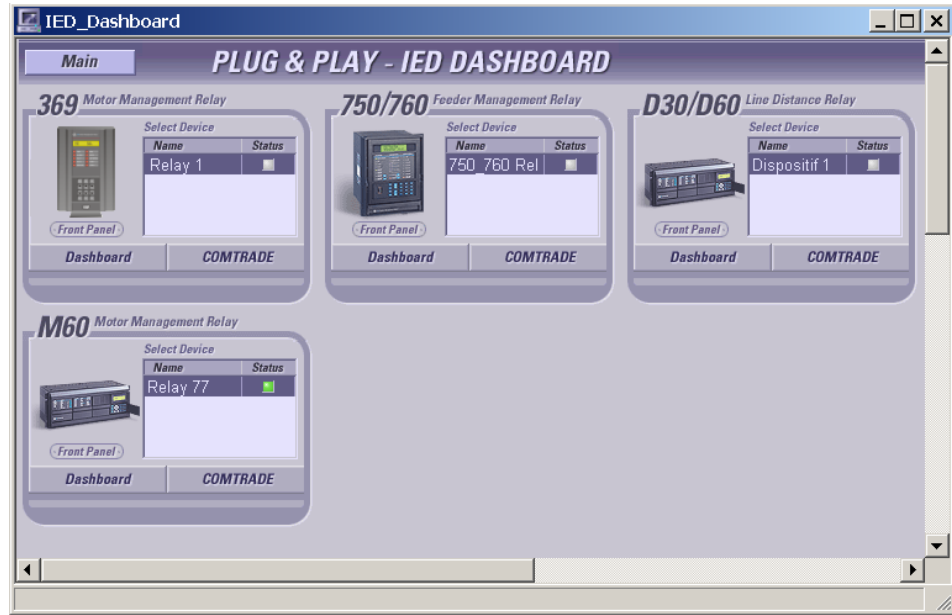 IED_Dashboard
Main
PLUG & PLAY - IED DASHBOARD
369 Motor Management Relay
Select Device
Name Status
Relay 1
Front Panel
Dashboard COMTRADE
750/760 Feeder Management Relay
Select Device
Name Status
750_760 Rel
Front Panel
Dashboard COMTRADE
D30/D60 Line Distance Relay
Select Device
Name Status
Dispositif 1
Front Panel
Dashboard COMTRADE
M60 Motor Management Relay
Select Device
Name Status
Relay 77
Front Panel
Dashboard COMTRADE